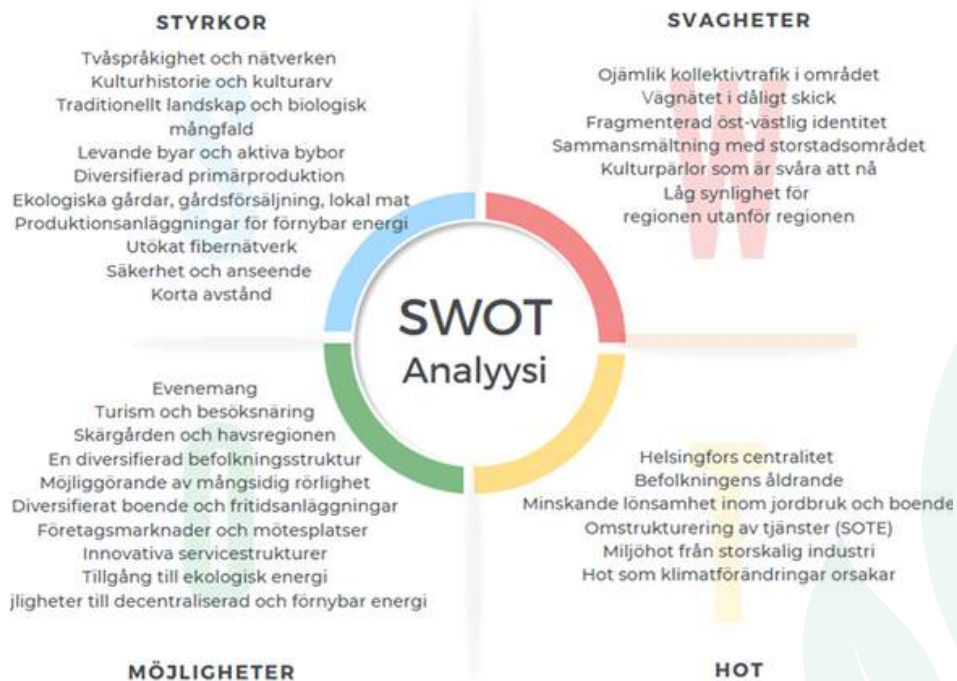 STYRKOR
Tvåspråkighet och nätverken
Kulturhistorie och kulturarv
Traditionellt landskap och biologisk
mångfald
Levande byar och aktiva bybor
Diversifierad primärproduktion
Ekologiska gårdar, gårdsförsäljning, lokal mat
Produktionsanläggningar för förnybar energi
Utökat fibernätverk
Säkerhet och anseende
Korta avstånd
SVAGHETER
Ojämlik kollektivtrafik i området
Vägnätet i dåligt skick
Fragmenterad öst-västlig identitet
Sammansmältning med storstadsområdet
Kulturpärlor som är svåra att nå
Låg synlighet för
regionen utanför regionen
SWOT
Analyysi
Evenemang
Turism och besöksnäring
Skärgården och havsregionen
En diversifierad befolkningsstruktur
Möjliggörande av mångsidig rörlighet
Diversifierat boende och fritidsanläggningar
Företagsmarknader och mötesplatser
Innovativa servicestrukturer
Tillgång till ekologisk energi
jligheter till decentraliserad och förnybar energi
MÖJLIGHETER
Helsingfors centralitet
Befolkningens åldrande
Minskande lönsamhet inom jordbruk och boende
Omstrukturering av tjänster (SOTE)
Miljöhot från storskalig industri
Hot som klimatförändringar orsakar
HOT
S
W
O
T